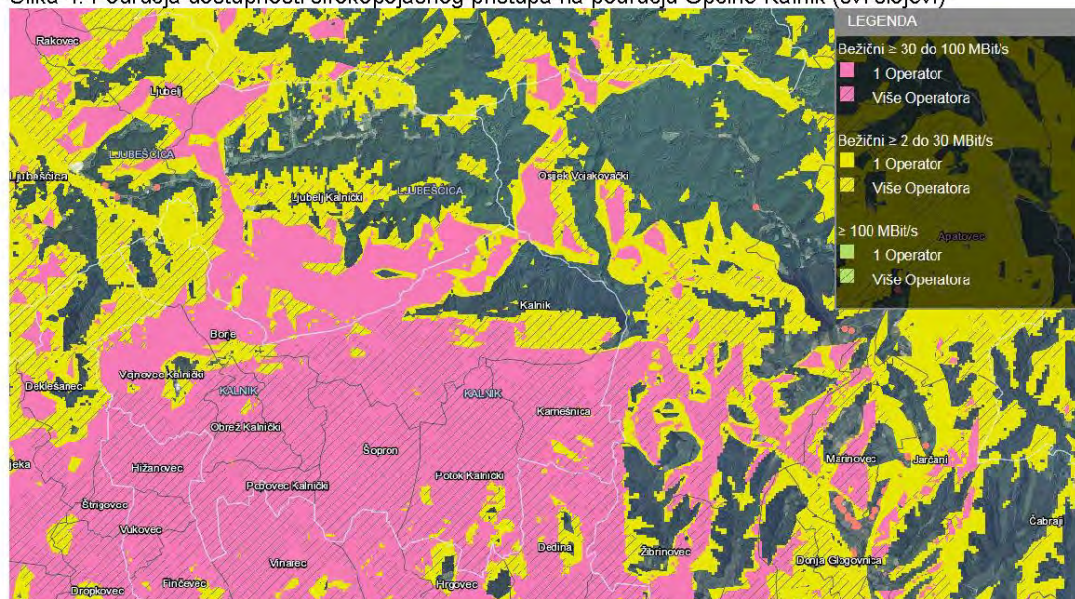 Slika 4. Područja dostupnosti širokopojasnog pristupa na području Općine Kalnik (svi slojevi)
LEGENDA
Bežični ≥ 30 do 100 MBit/s
1 Operator
Više Operatora
Bežični ≥ 2 do 30 MBit/s
1 Operator
Više Operatora
≥ 100 MBit/s
1 Operator
Više Operatora
Rakovec
Ljubelj
LJUBEŠĆICA
Ljubešćica
Ljubelj Kalnički
LJUBEŠĆICA
Osijek Vojakovački
Apatovec
Kalnik
Borje
Vojnovec Kalnički
Deklešanec
KALNIK
KALNIK
Kamešnica
Obrež Kalnički
Šopron
Marinovec
Jarčani
jeka
Hižanovec
Potok Kalnički
Popovec Kalnički
Štrigovec
Vukovec
Čabraji
Dedina
Žibrinovec
Donja Glogovnica
Vinarec
Finčevec
Hrgovec
Dropkovec